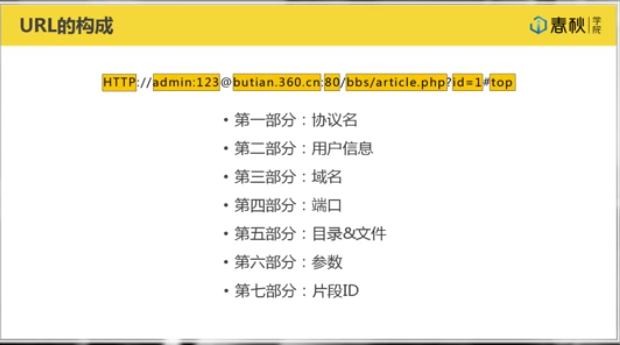 URL的构成
春秋学院
HTTP://admin:123@butian.360.cn:80/bbs/article.php?id=1#top
• 第一部分：协议名
• 第二部分：用户信息
• 第三部分：域名
• 第四部分：端口
• 第五部分：目录&文件
• 第六部分：参数
• 第七部分：片段ID